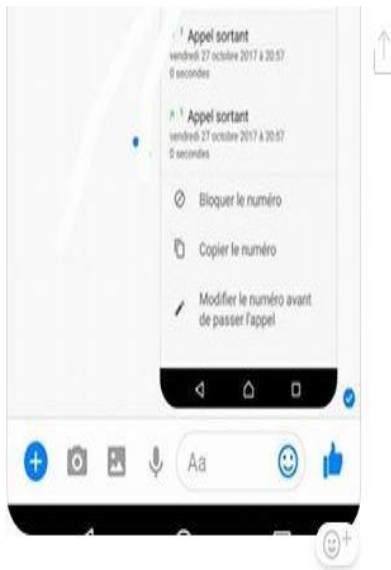 Appel sortant
vendredi 27 octobre 2017 à 20:57
0 secondes
Appel sortant
vendredi 27 octobre 2017 à 20:57
0 secondes
Bloquer le numéro
Copier le numéro
Modifier le numéro avant
de passer l'appel
Aa